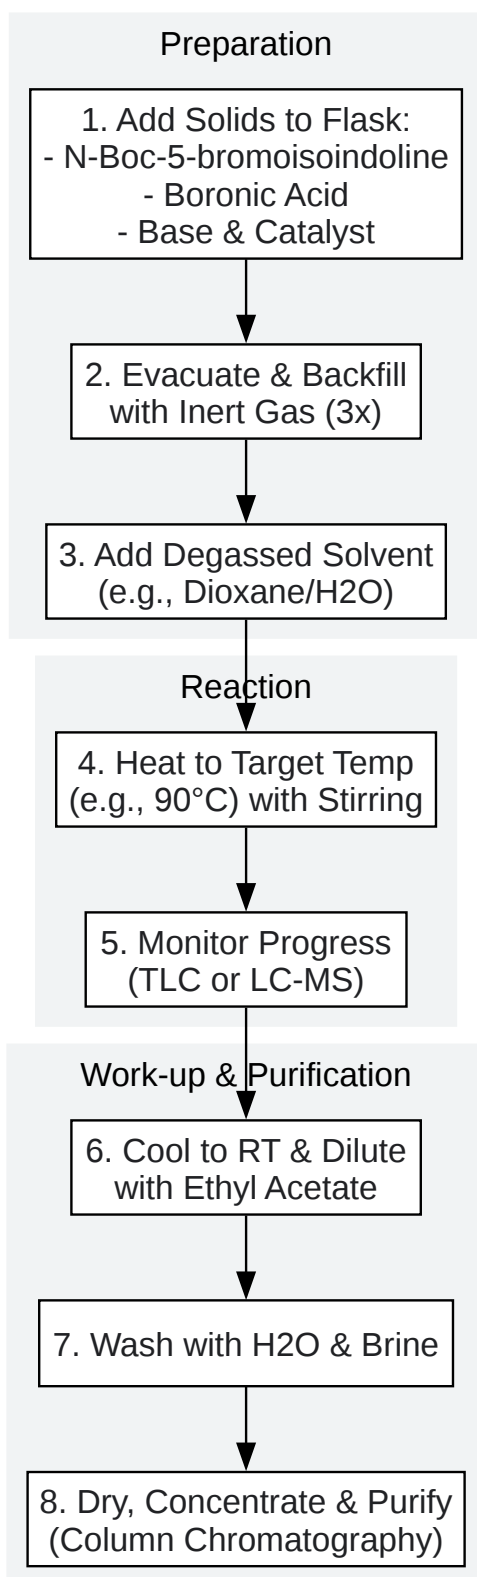 Preparation
1. Add Solids to Flask:
- N-Boc-5-bromoisoindoline
- Boronic Acid
- Base & Catalyst
2. Evacuate & Backfill
with Inert Gas (3x)
3. Add Degassed Solvent
(e.g., Dioxane/H2O)
Reaction
4. Heat to Target Temp
(e.g., 90°C) with Stirring
5. Monitor Progress
(TLC or LC-MS)
Work-up & Purification
6. Cool to RT & Dilute
with Ethyl Acetate
7. Wash with H2O & Brine
8. Dry, Concentrate & Purify
(Column Chromatography)